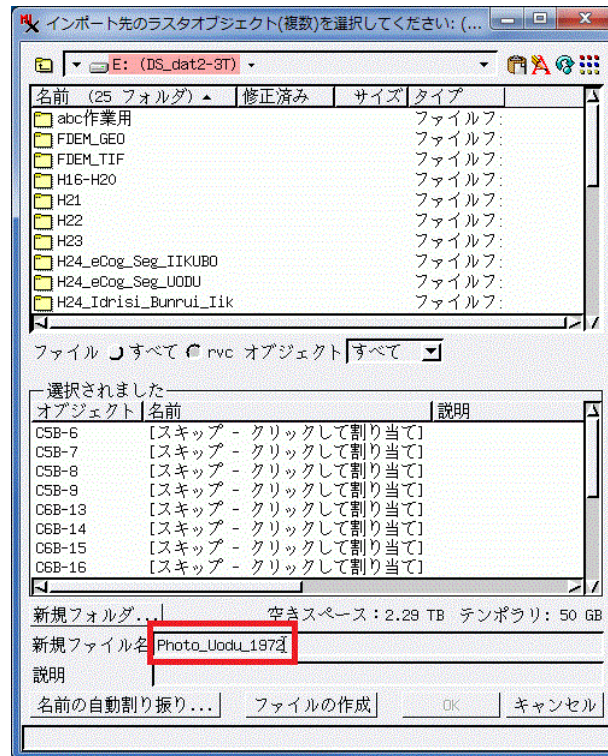 インポート先のラスタオブジェクト(複数)を選択してください: (...
E: (DS_dat2-3T)
名前 (25 フォルダ) 修正済み サイズ タイプ
abc作業用 ファイルフ:
FDEM_GEO ファイルフ:
FDEM_TIF ファイルフ:
H16-H20 ファイルフ:
H21 ファイルフ:
H22 ファイルフ:
H23 ファイルフ:
H24_eCog_Seg_IIKUBO ファイルフ:
H24_eCog_Seg_UODU ファイルフ:
H24_Idrisi_Bunrui_Iik ファイルフ:
ファイル すべて rvc オブジェクト すべて
選択されました
オブジェクト 名前 説明
C5B-6 [スキップ - クリックして割り当て]
C5B-7 [スキップ - クリックして割り当て]
C5B-8 [スキップ - クリックして割り当て]
C5B-9 [スキップ - クリックして割り当て]
C6B-13 [スキップ - クリックして割り当て]
C6B-14 [スキップ - クリックして割り当て]
C6B-15 [スキップ - クリックして割り当て]
C6B-16 [スキップ - クリックして割り当て]
新規フォルダ... 空きスペース：2.29 TB テンポラリ: 50 GB
新規ファイル名 Photo_Uodu_1972
説明
名前の自動割り振り... ファイルの作成 OK キャンセル